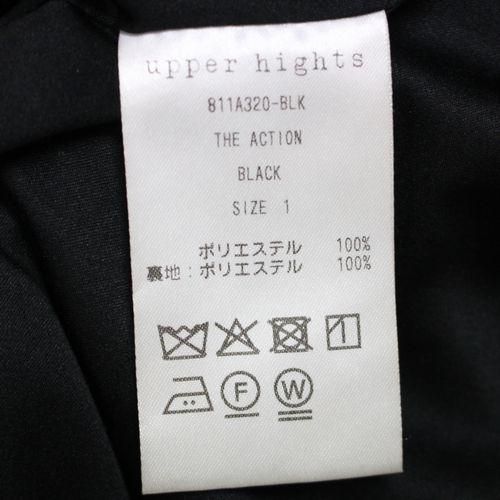 upper hights
811A320-BLK
THE ACTION
BLACK
SIZE 1
ポリエステル 100%
裏地:ポリエステル 100%
F W